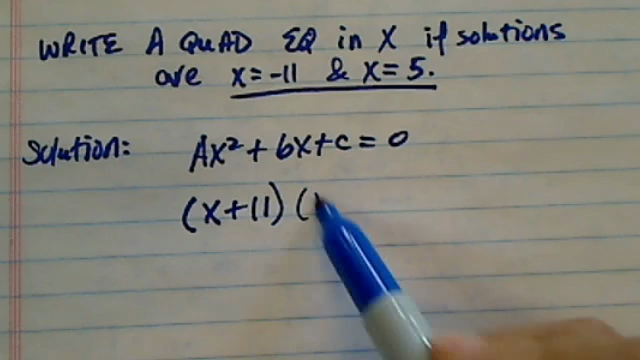 WRITE A QUAD EQ in X if solutions
are x=-11 & x=5.
Solution: Ax²+bx+c=0
(x+11)(